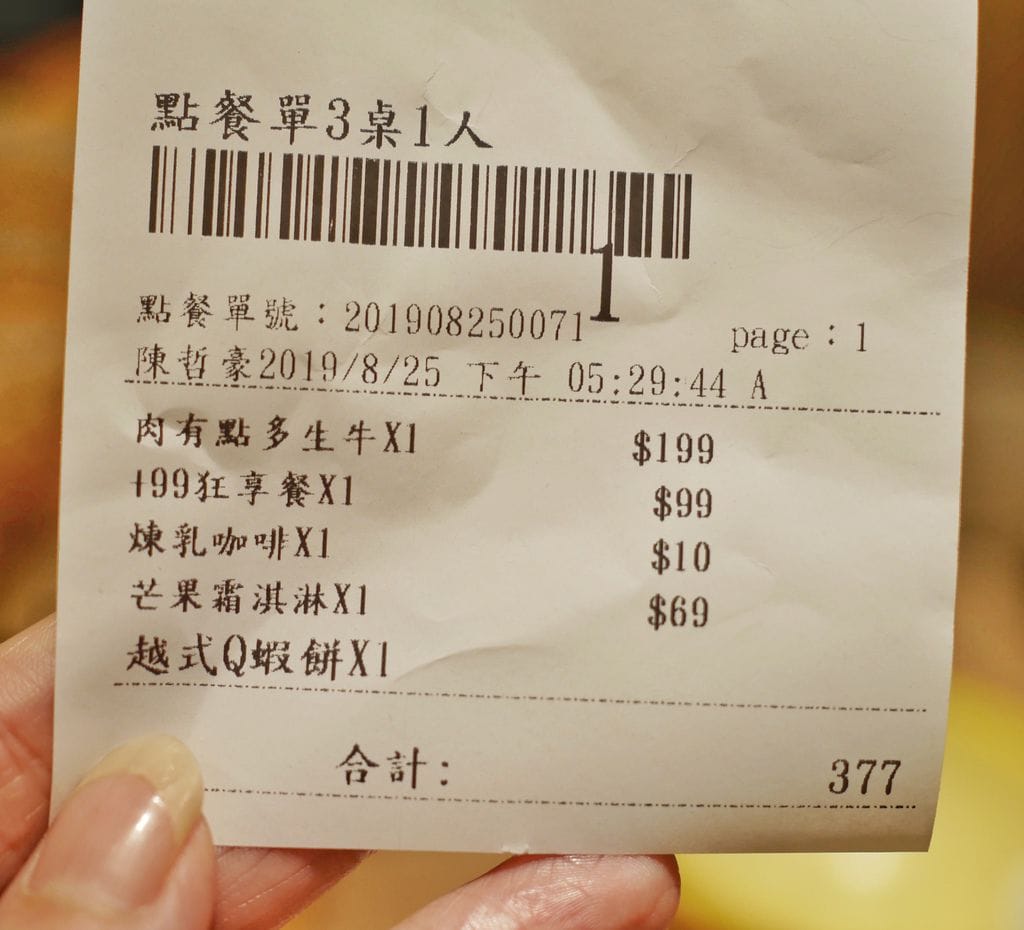 點餐單3桌1人
點餐單號：201908250071
1
page：1
陳哲豪2019/8/25 下午 05:29:44 A
肉有點多生牛X1 $199
+99狂享餐X1 $99
煉乳咖啡X1 $10
芒果霜淇淋X1 $69
越式Q蝦餅X1
合計: 377